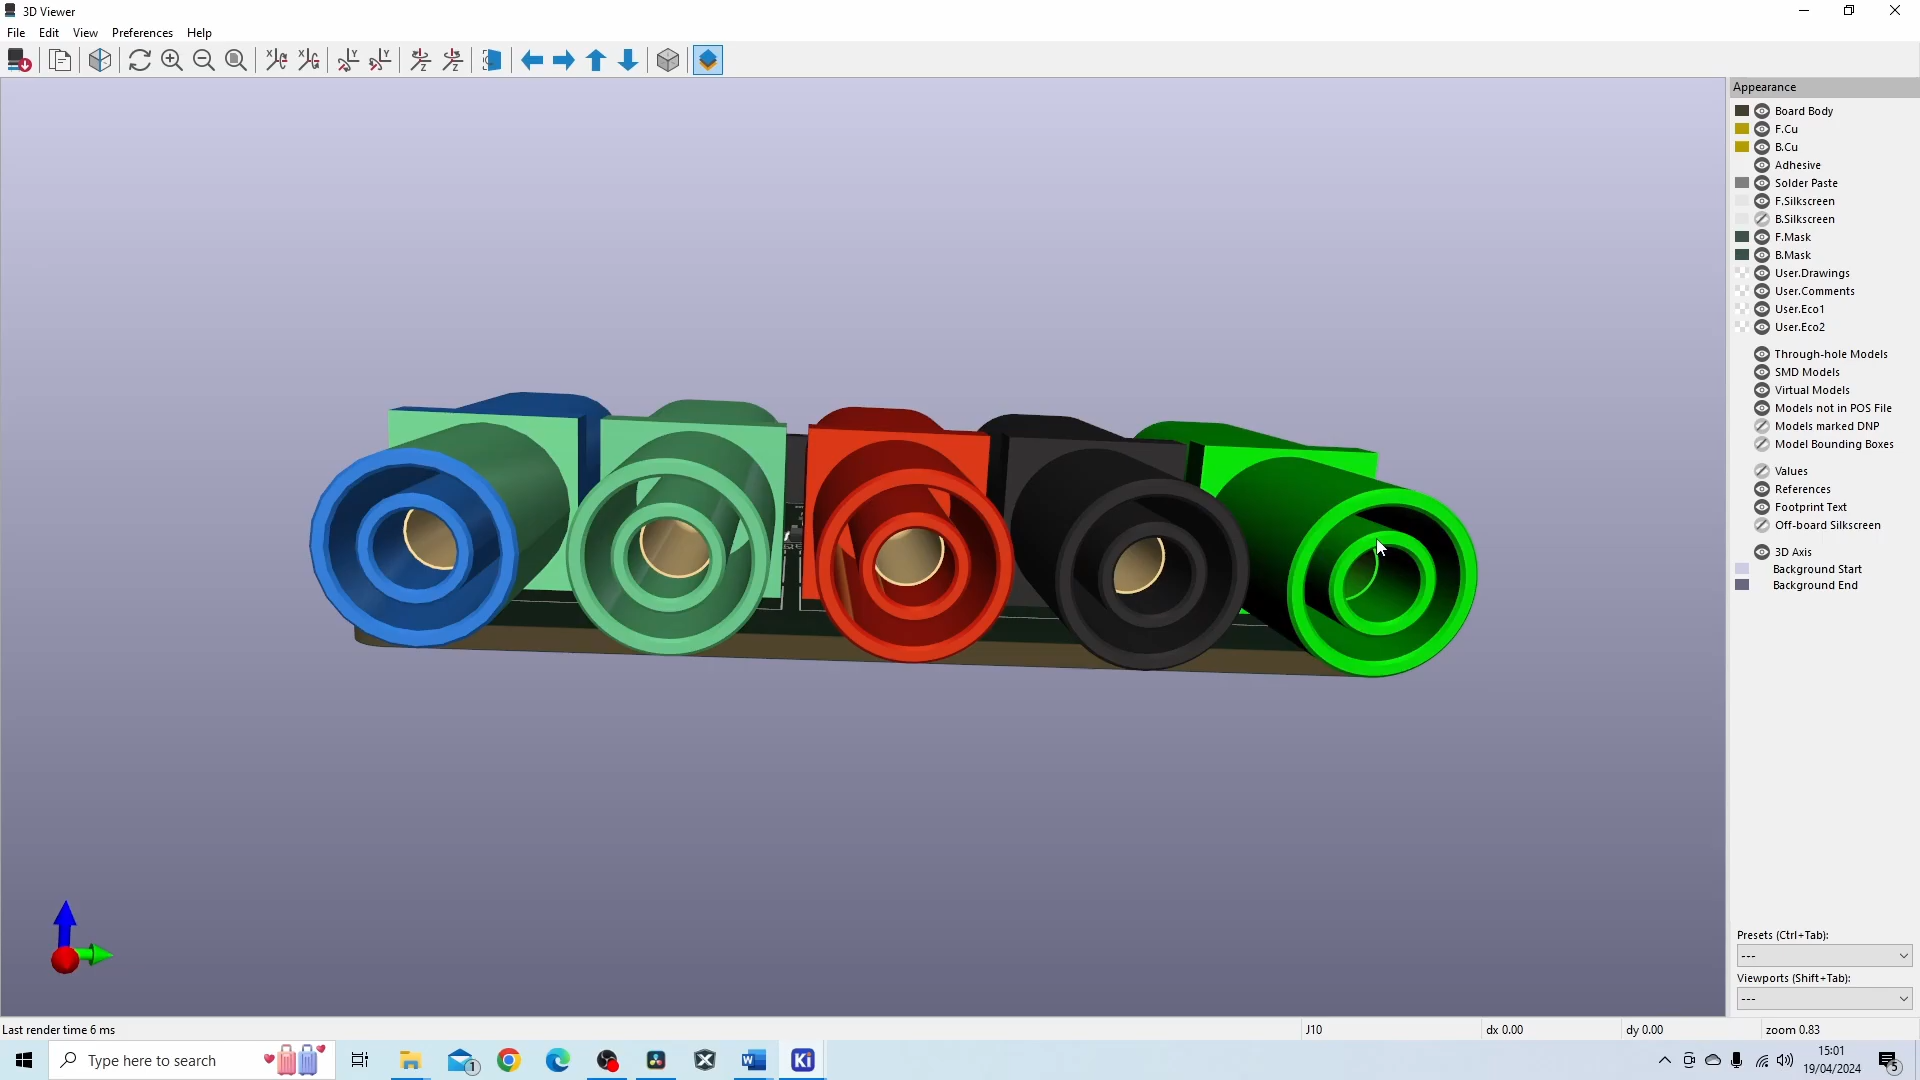 3D Viewer
File Edit View Preferences Help
Appearance
Board Body
F.Cu
B.Cu
Adhesive
Solder Paste
F.Silkscreen
B.Silkscreen
F.Mask
B.Mask
User.Drawings
User.Comments
User.Eco1
User.Eco2
Through-hole Models
SMD Models
Virtual Models
Models not in POS File
Models marked DNP
Model Bounding Boxes
Values
References
Footprint Text
Off-board Silkscreen
3D Axis
Background Start
Background End
Presets (Ctrl+Tab):
---
Viewports (Shift+Tab):
---
Last render time 6 ms J10 dx 0.00 dy 0.00 zoom 0.83
Type here to search 1 W Ki 15:01
19/04/2024 5